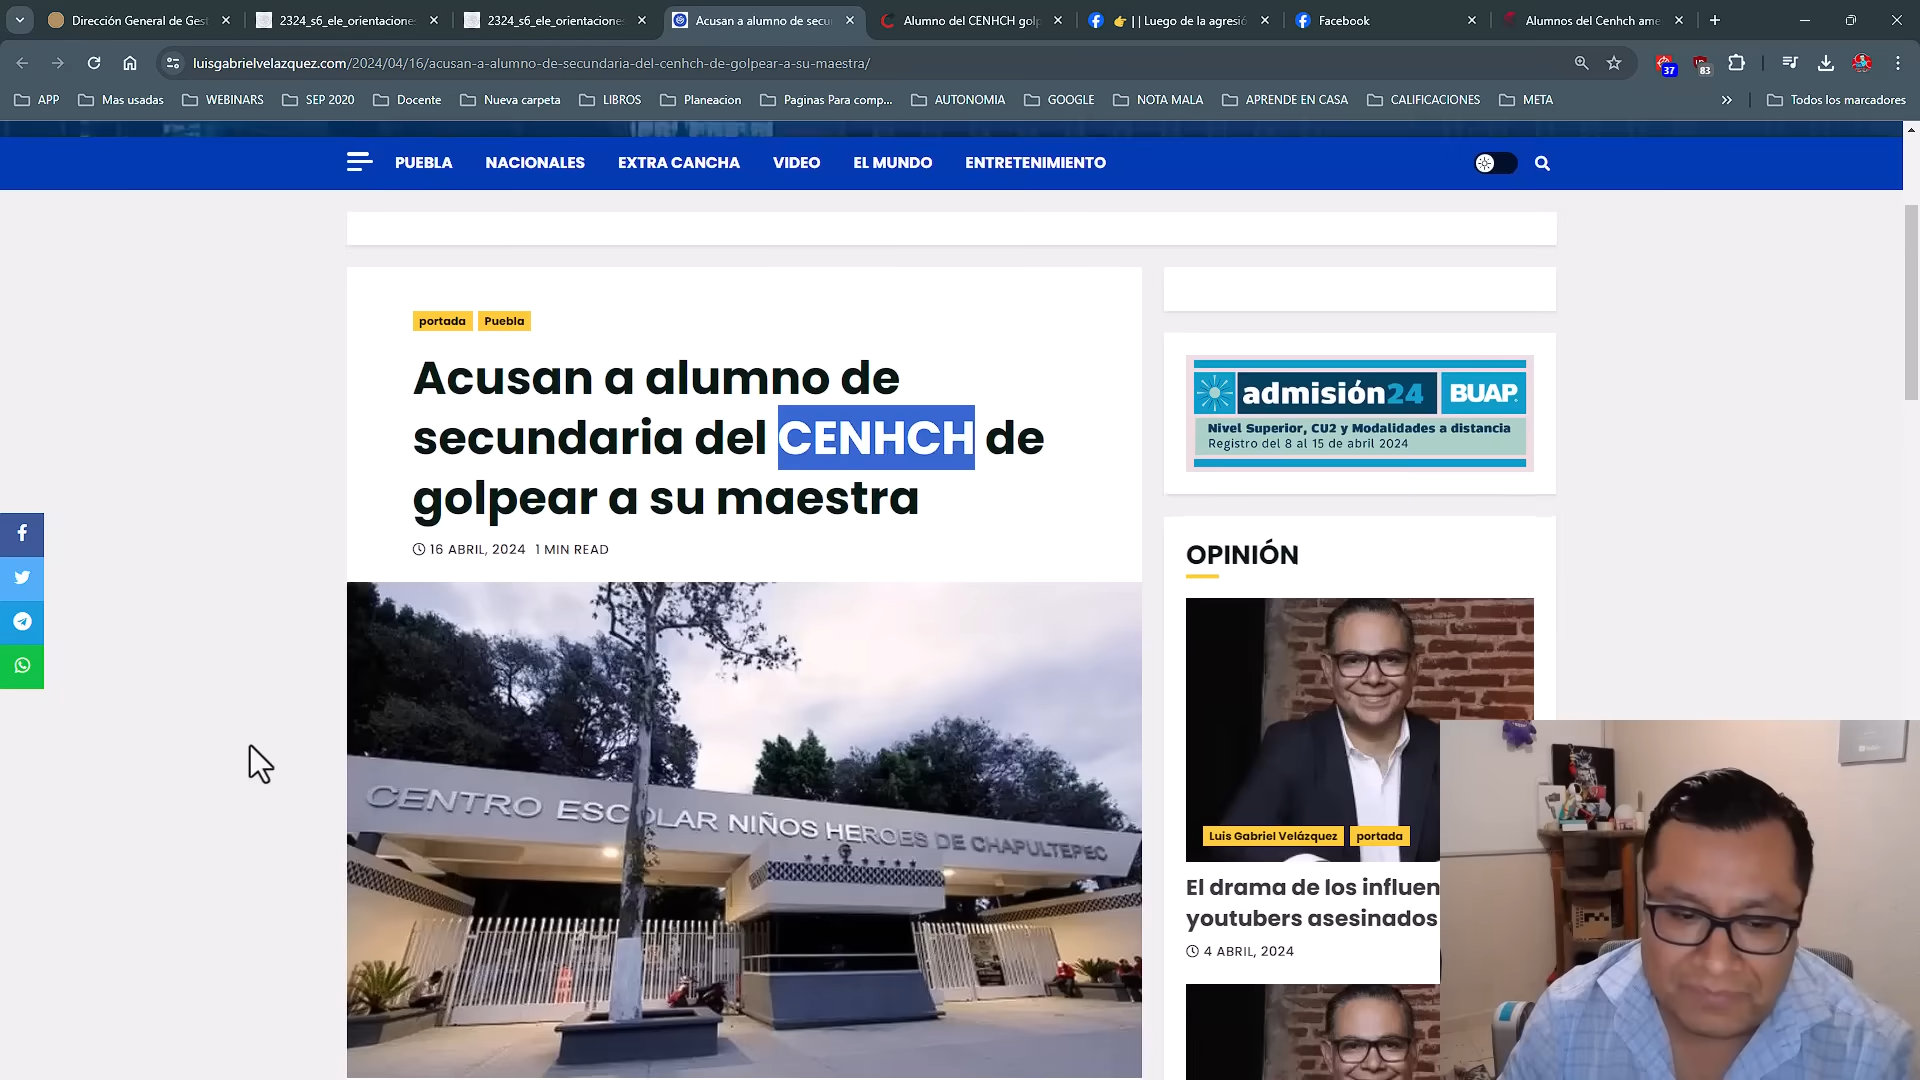 Dirección General de Gest
2324_s6_ele_orientacione
2324_s6_ele_orientacione
Acusan a alumno de secu
Alumno del CENHCH golp
👉 | | Luego de la agresió
Facebook
Alumnos del Cenhch ame
luisgabrielvelazquez.com/2024/04/16/acusan-a-alumno-de-secundaria-del-cenhch-de-golpear-a-su-maestra/
37
83
APP
Mas usadas
WEBINARS
SEP 2020
Docente
Nueva carpeta
LIBROS
Planeacion
Paginas Para comp...
AUTONOMIA
GOOGLE
NOTA MALA
APRENDE EN CASA
CALIFICACIONES
META
»
Todos los marcadores
PUEBLA
NACIONALES
EXTRA CANCHA
VIDEO
EL MUNDO
ENTRETENIMIENTO
portada
Puebla
Acusan a alumno de
secundaria del CENHCH de
golpear a su maestra
16 ABRIL, 2024 1 MIN READ
CENTRO ESCOLAR NIÑOS HEROES DE CHAPULTEPEC
admisión24 BUAP
Nivel Superior, CU2 y Modalidades a distancia
Registro del 8 al 15 de abril 2024
OPINIÓN
Luis Gabriel Velázquez
portada
El drama de los influen
youtubers asesinados
4 ABRIL, 2024